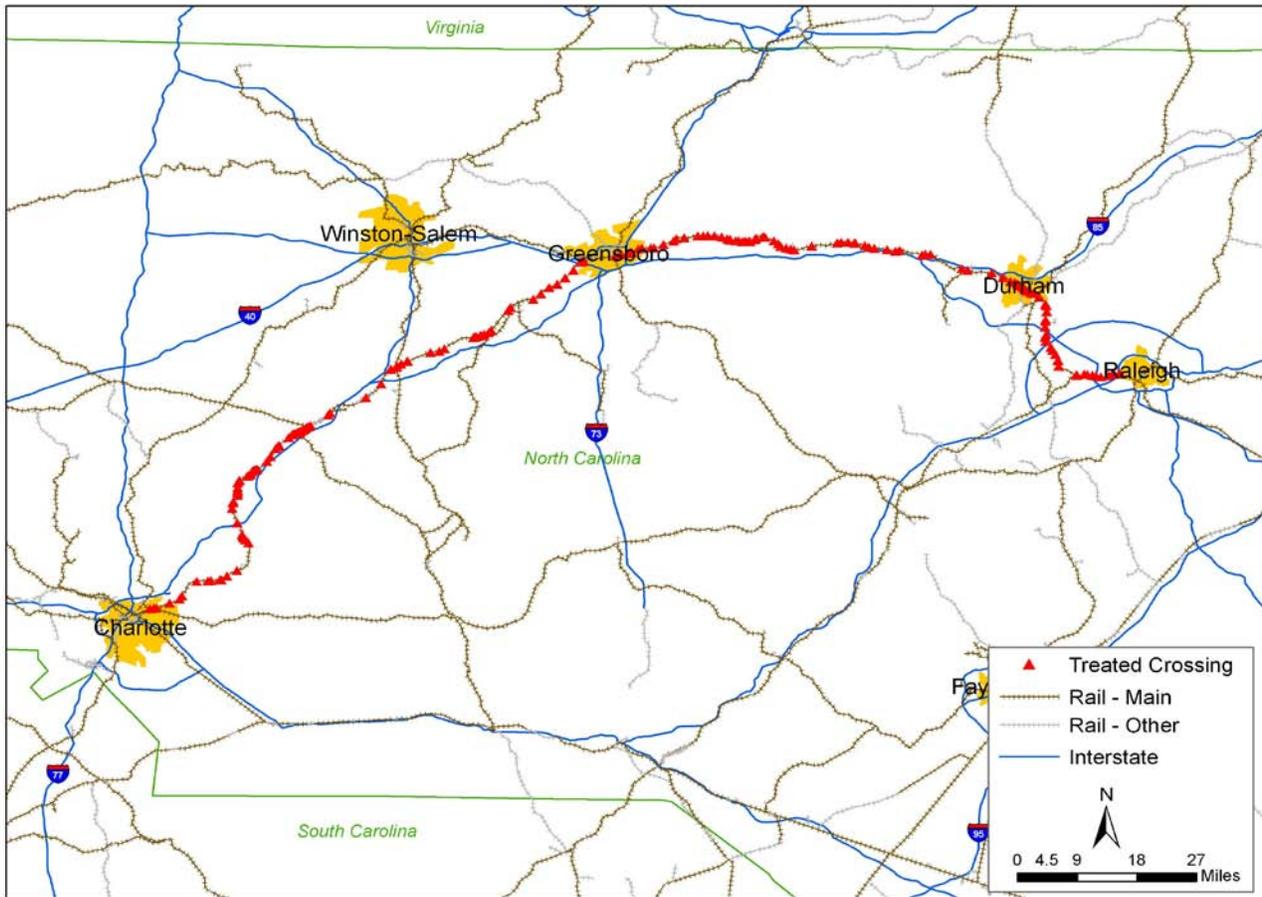 Virginia
85
Winston-Salem
Greensboro
Durham
40
Raleigh
73
North Carolina
Charlotte
Fay
77
South Carolina
95
Treated Crossing
Rail - Main
Rail - Other
Interstate
N
0 4.5 9 18 27
Miles